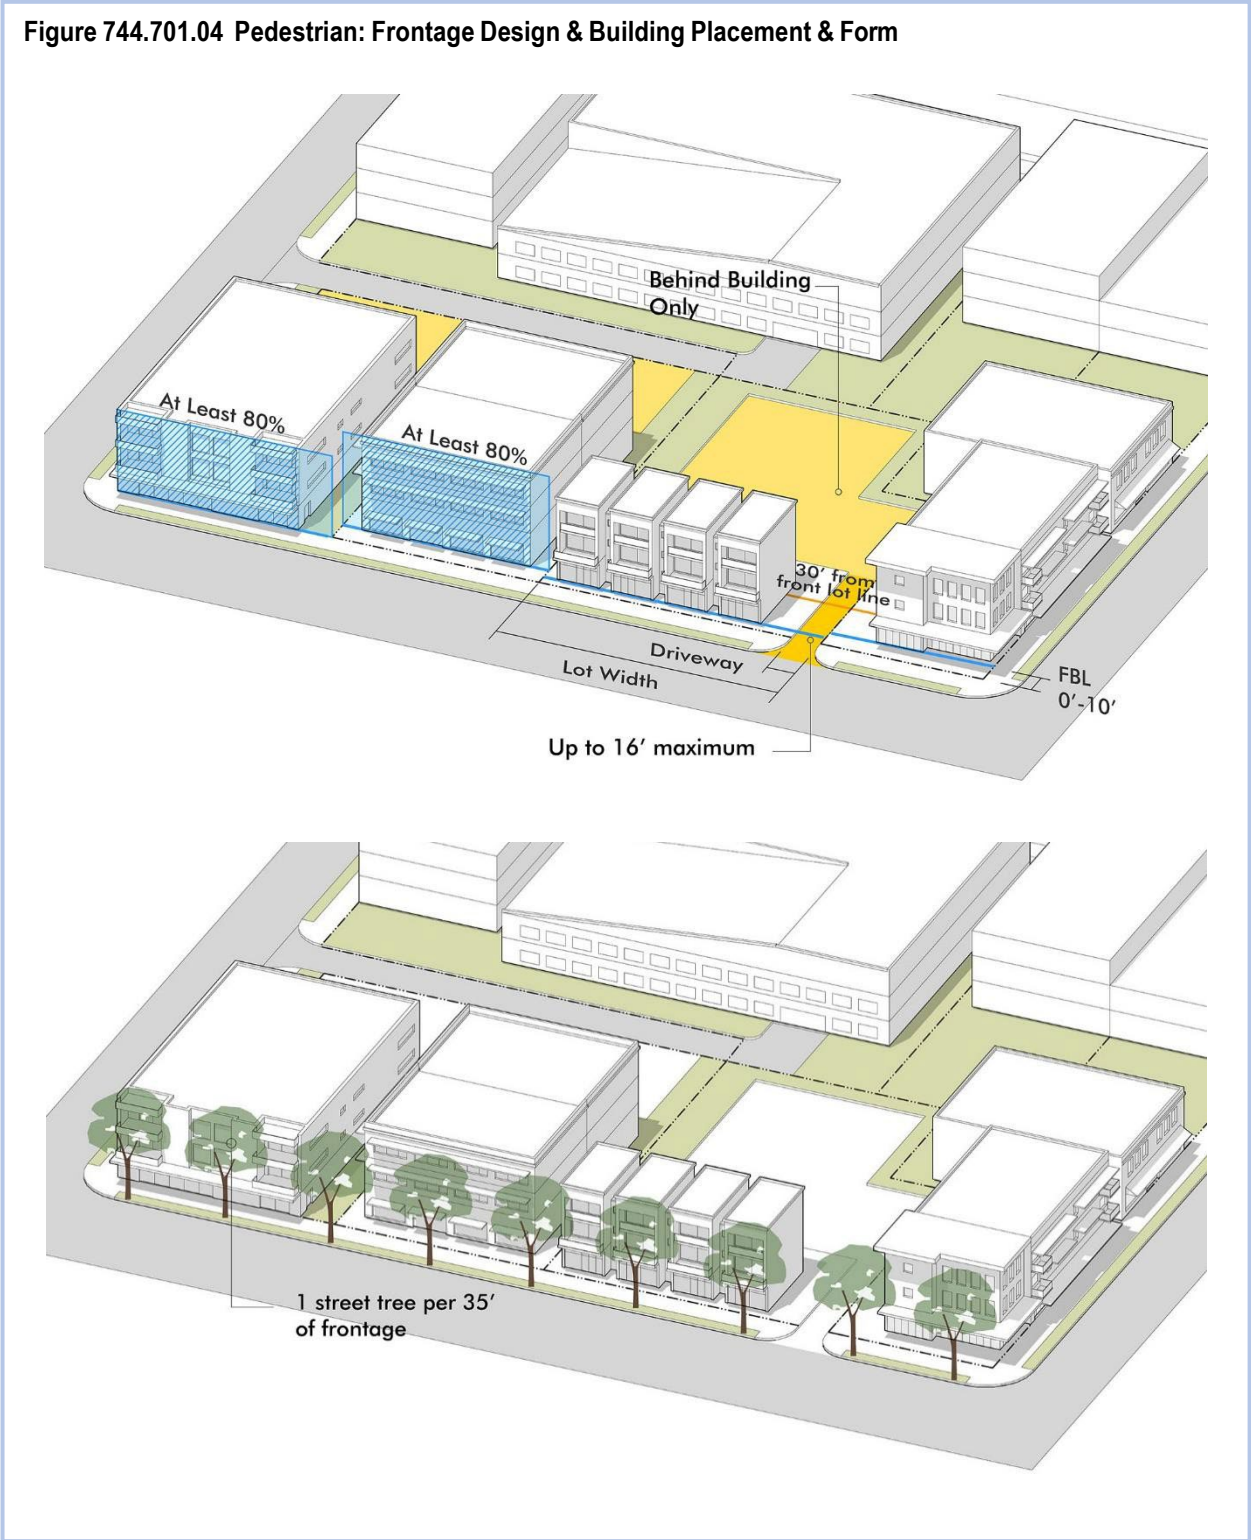 Figure 744.701.04 Pedestrian: Frontage Design & Building Placement & Form
Behind Building
Only
At Least 80%
At Least 80%
30’ from
front lot line
Driveway
Lot Width
FBL
0’-10’
Up to 16’ maximum
1 street tree per 35’
of frontage